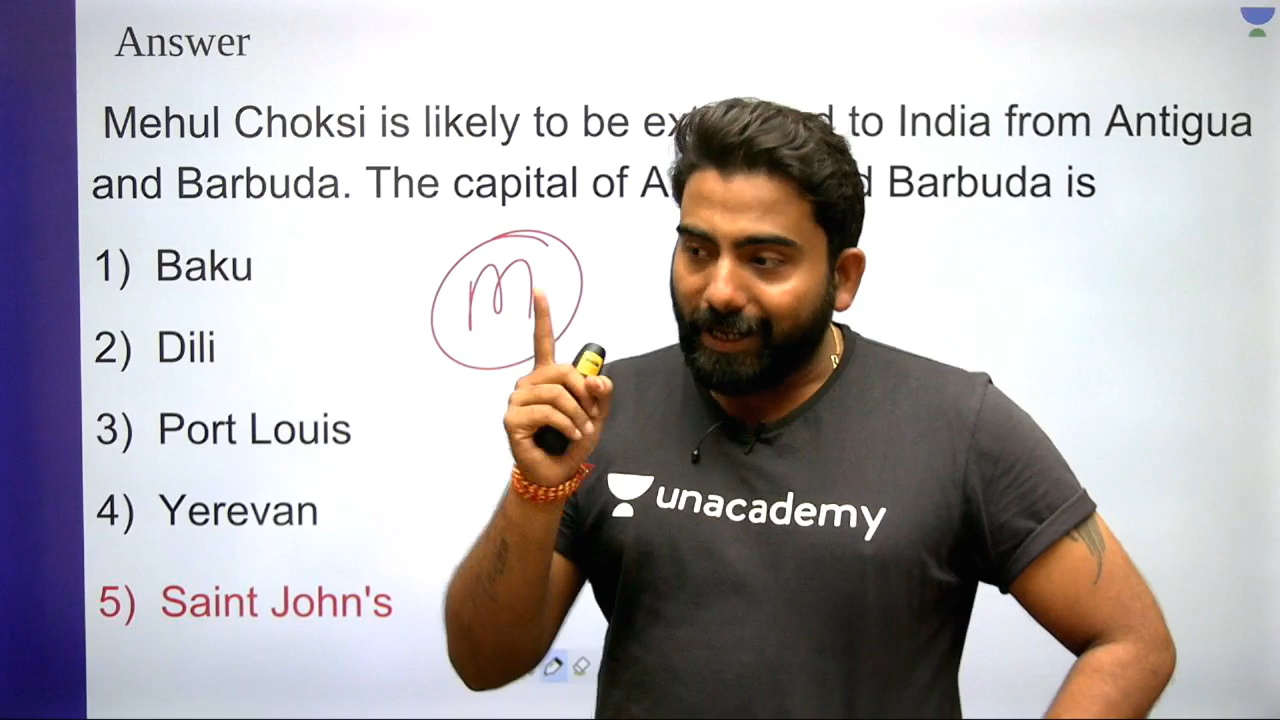 Answer
Mehul Choksi is likely to be ex d to India from Antigua
and Barbuda. The capital of A d Barbuda is
1) Baku
2) Dili
3) Port Louis
4) Yerevan
5) Saint John's
m
unacademy